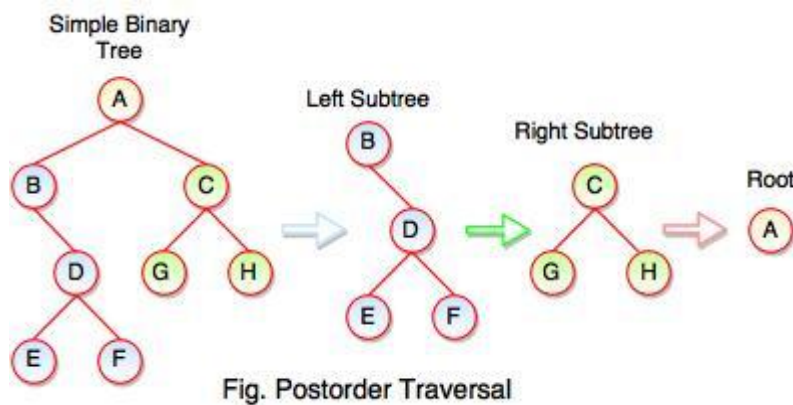 Simple Binary
Tree
A
B
C
D
G
H
E
F
Left Subtree
B
D
E
F
Right Subtree
C
G
H
Root
A
Fig. Postorder Traversal